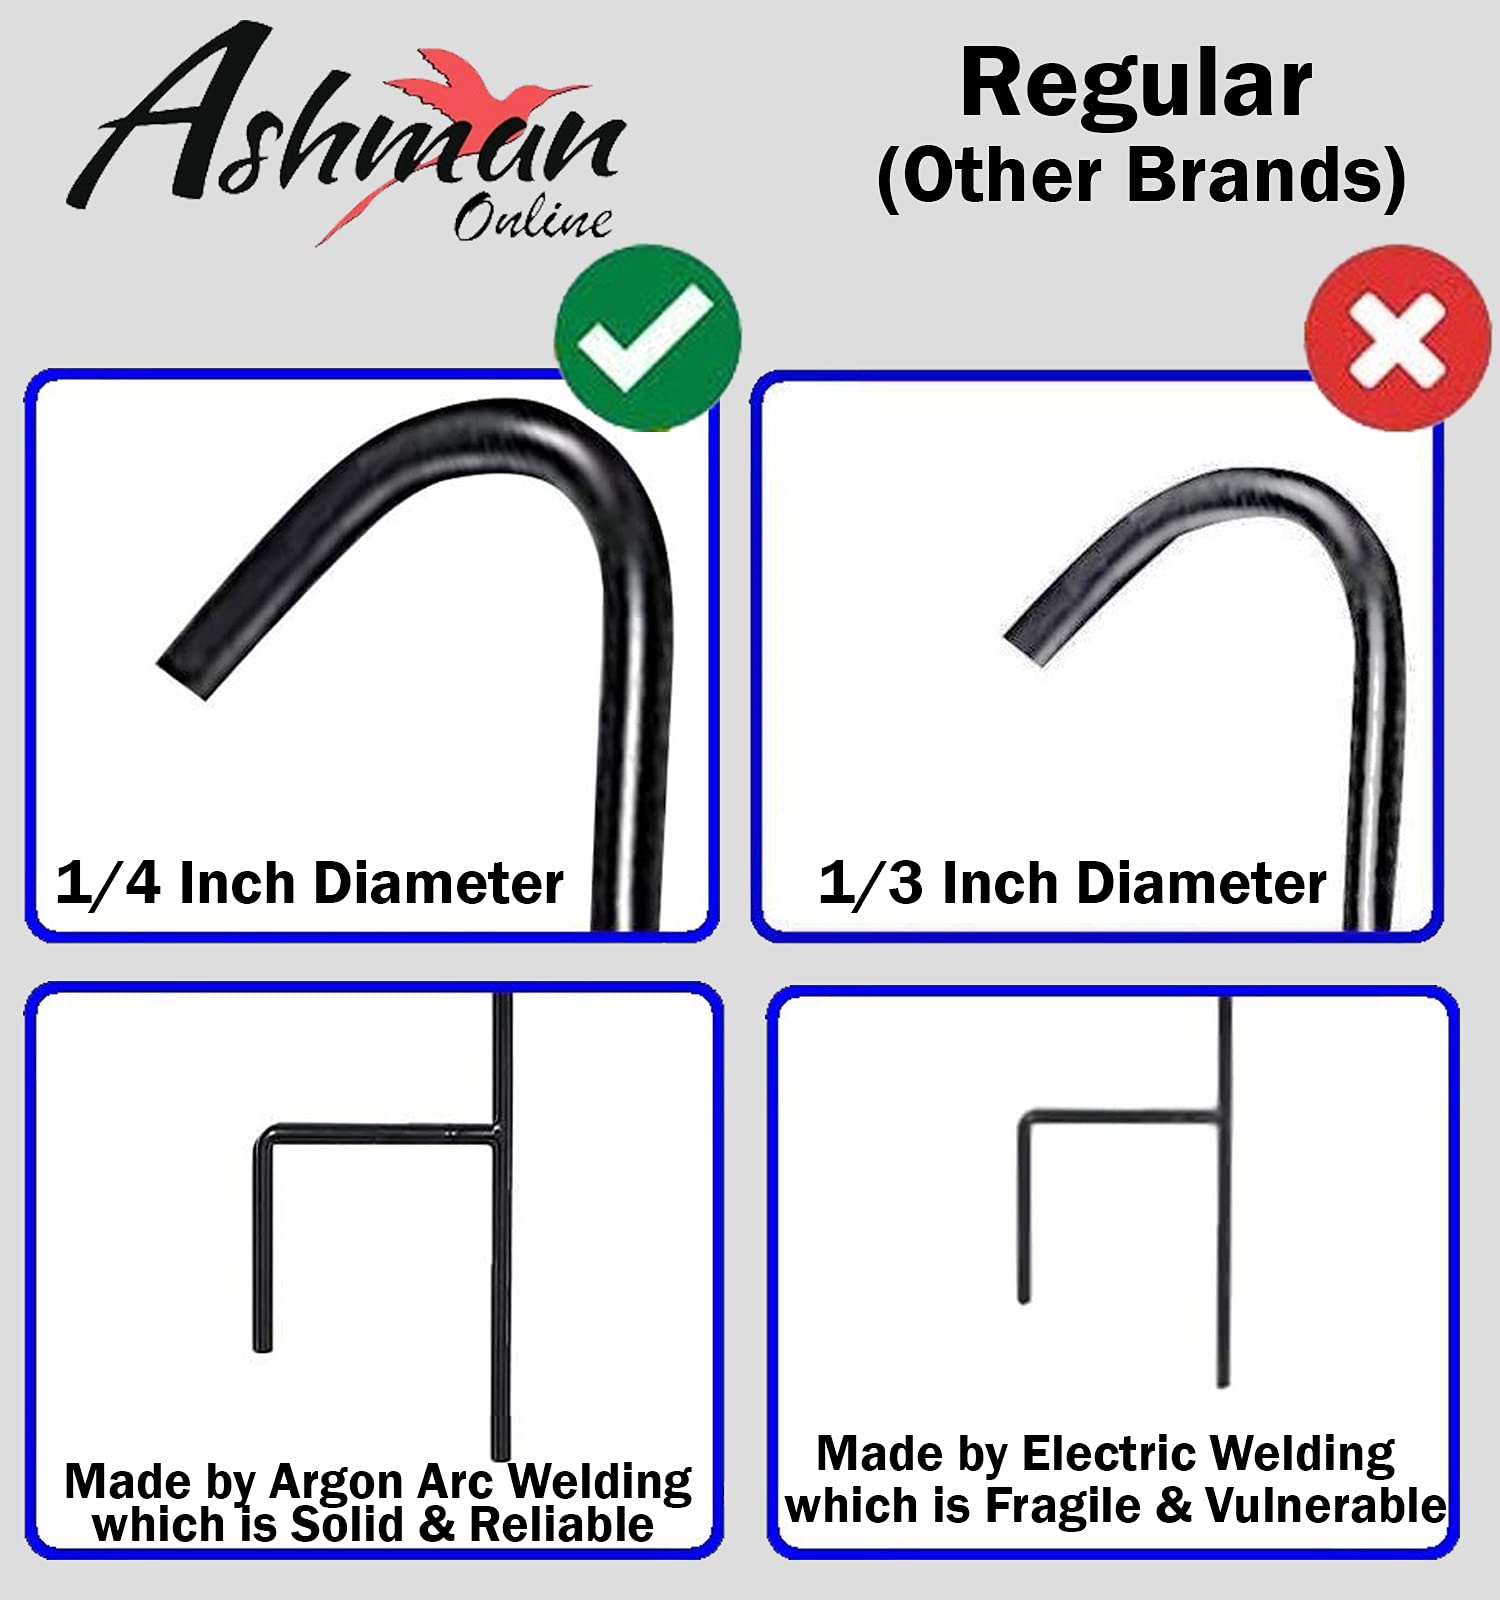 Ashman
Online
Regular
(Other Brands)
1/4 Inch Diameter
1/3 Inch Diameter
Made by Argon Arc Welding
which is Solid & Reliable
Made by Electric Welding
which is Fragile & Vulnerable